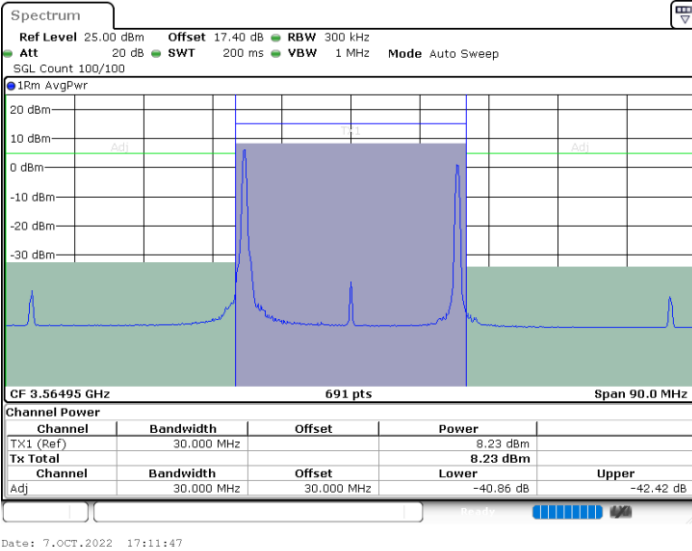 Spectrum
Ref Level 25.00 dBm Offset 17.40 dB RBW 300 kHz
Att 20 dB SWT 200 ms VBW 1 MHz Mode Auto Sweep
SGL Count 100/100
1Rm AvgPwr
20 dBm
TX1
10 dBm
Adj Adj
0 dBm
-10 dBm
-20 dBm
-30 dBm
CF 3.56495 GHz 691 pts Span 90.0 MHz
Channel Power
Channel Bandwidth Offset Power
TX1 (Ref) 30.000 MHz 8.23 dBm
Tx Total 8.23 dBm
Channel Bandwidth Offset Lower Upper
Adj 30.000 MHz 30.000 MHz -40.86 dB -42.42 dB
Ready
Date: 7.OCT.2022 17:11:47